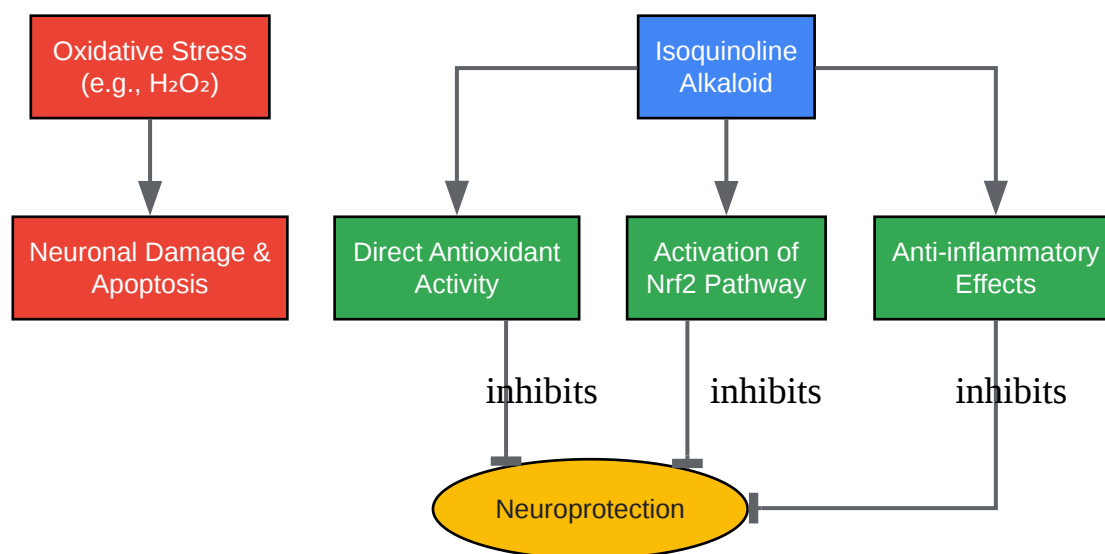 Oxidative Stress
(e.g., H₂O₂)
Isoquinoline
Alkaloid
Neuronal Damage &
Apoptosis
Direct Antioxidant
Activity
Activation of
Nrf2 Pathway
Anti-inflammatory
Effects
inhibits
inhibits
inhibits
Neuroprotection